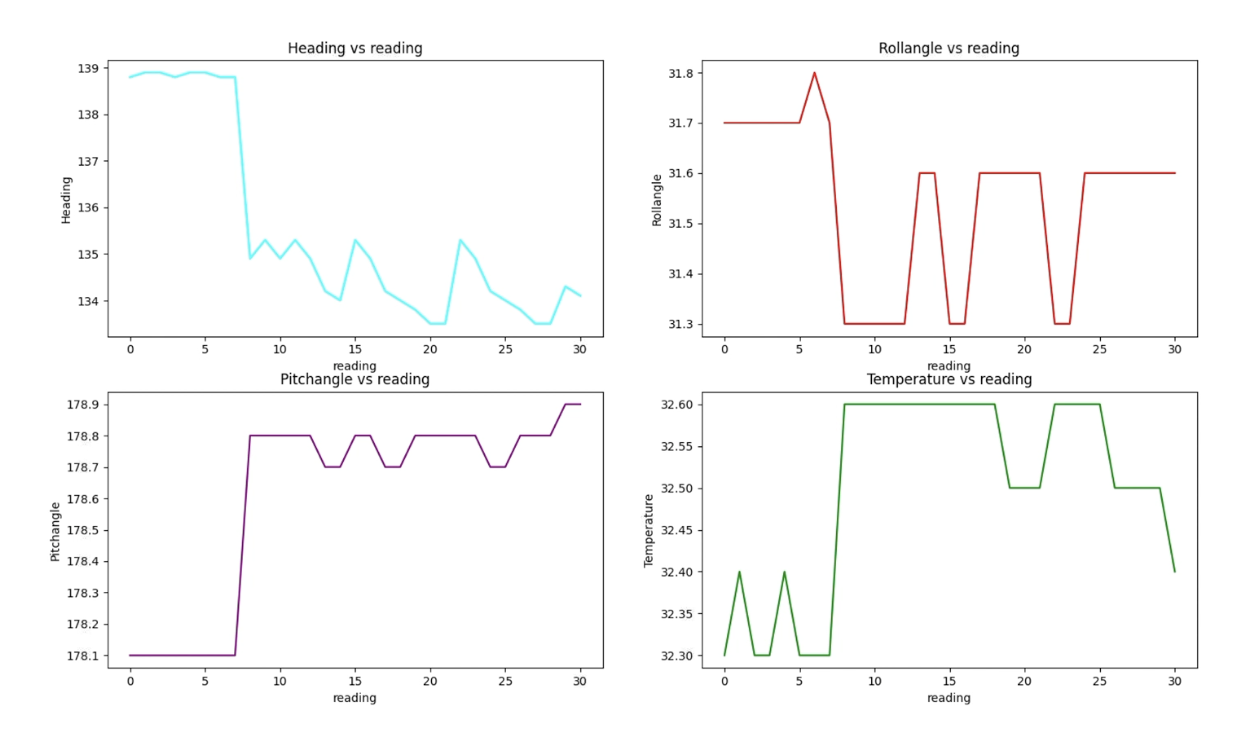 Heading vs reading
139
138
137
136
135
134
Heading
0 5 10 15 20 25 30
reading
Rollangle vs reading
31.8
31.7
31.6
31.5
31.4
31.3
Rollangle
0 5 10 15 20 25 30
reading
Pitchangle vs reading
178.9
178.8
178.7
178.6
178.5
178.4
178.3
178.2
178.1
Pitchangle
0 5 10 15 20 25 30
reading
Temperature vs reading
32.60
32.55
32.50
32.45
32.40
32.35
32.30
Temperature
0 5 10 15 20 25 30
reading